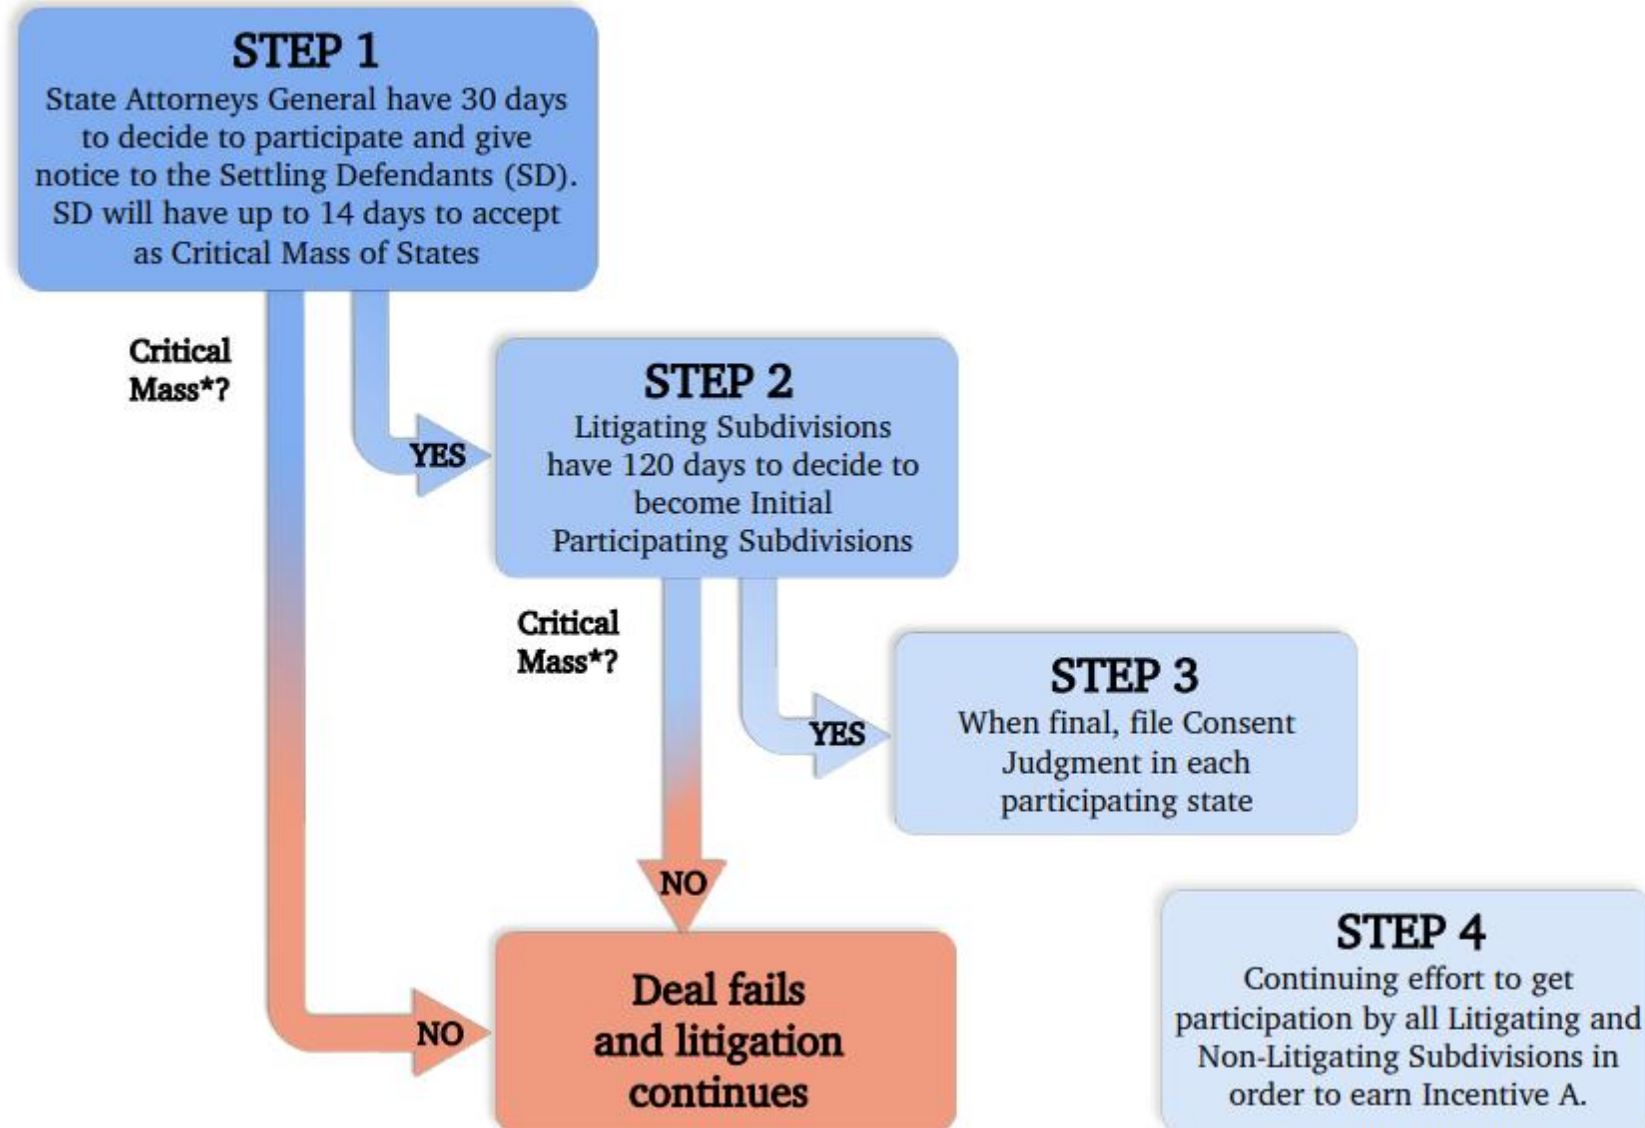 STEP 1
State Attorneys General have 30 days
to decide to participate and give
notice to the Settling Defendants (SD).
SD will have up to 14 days to accept
as Critical Mass of States
Critical
Mass*?
YES
STEP 2
Litigating Subdivisions
have 120 days to decide to
become Initial
Participating Subdivisions
Critical
Mass*?
YES
STEP 3
When final, file Consent
Judgment in each
participating state
NO
NO
Deal fails
and litigation
continues
STEP 4
Continuing effort to get
participation by all Litigating and
Non-Litigating Subdivisions in
order to earn Incentive A.